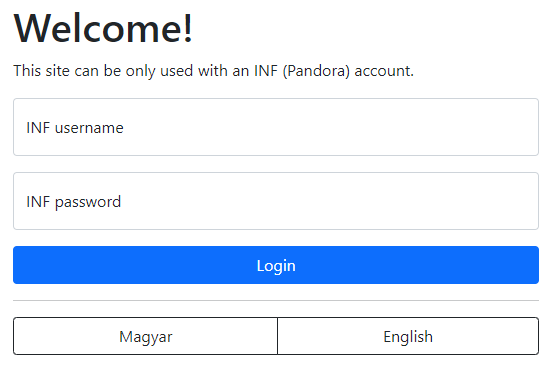 Welcome!
This site can be only used with an INF (Pandora) account.
INF username
INF password
Login
Magyar
English